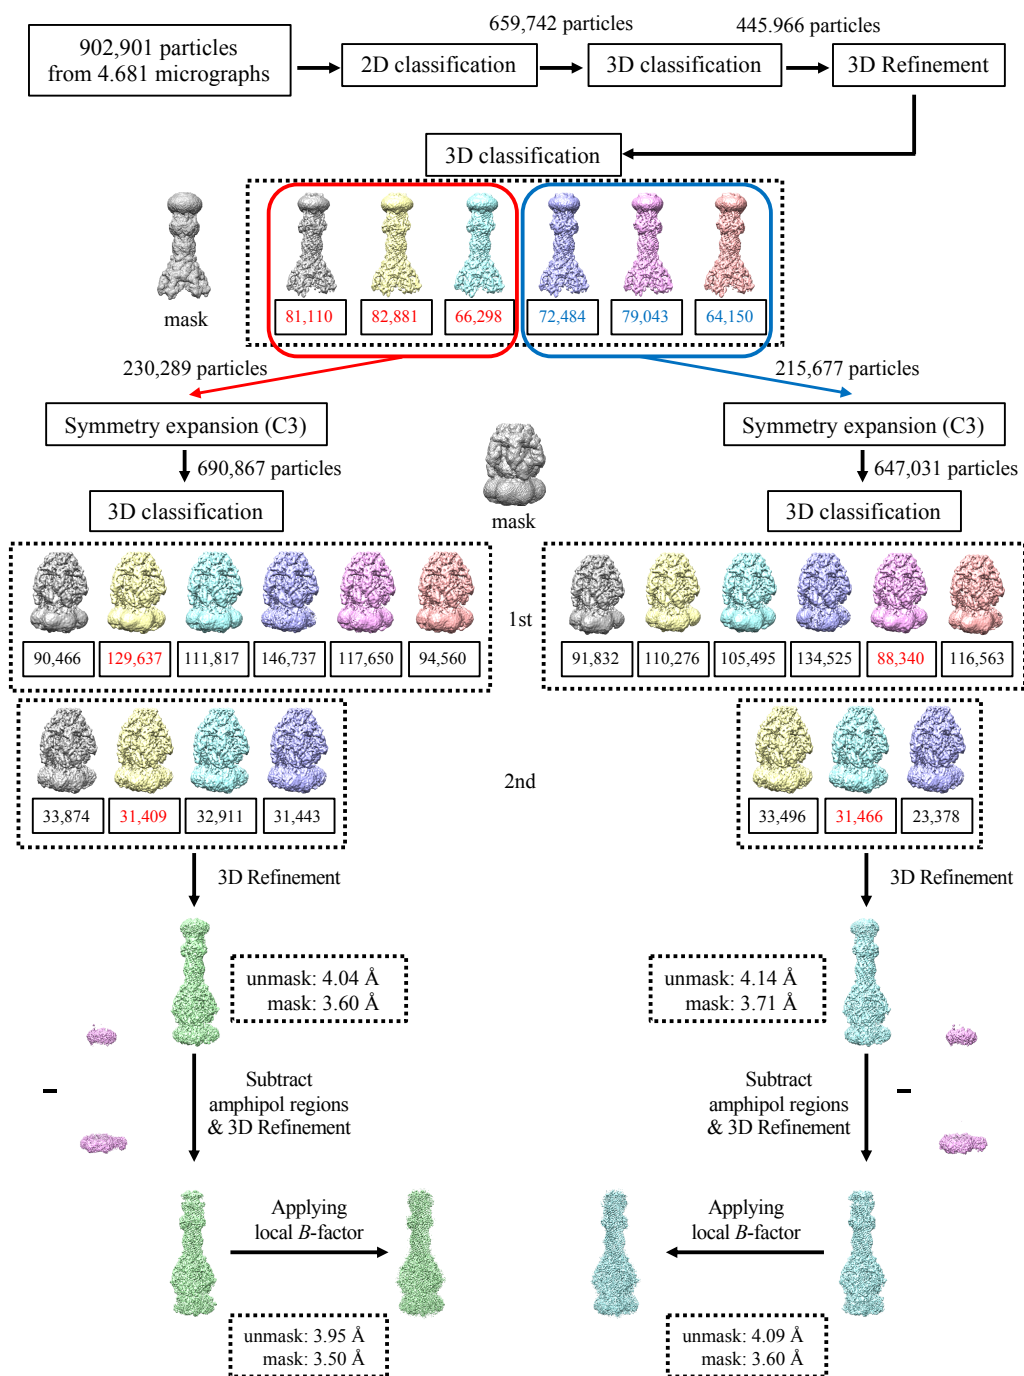 902,901 particles
from 4.681 micrographs
2D classification
659,742 particles
3D classification
445.966 particles
3D Refinement
3D classification
mask
81,110
82,881
66,298
72,484
79,043
64,150
230,289 particles
215,677 particles
Symmetry expansion (C3)
Symmetry expansion (C3)
690,867 particles
647,031 particles
mask
3D classification
3D classification
1st
90,466
129,637
111,817
146,737
117,650
94,560
91,832
110,276
105,495
134,525
88,340
116,563
2nd
33,874
31,409
32,911
31,443
33,496
31,466
23,378
3D Refinement
3D Refinement
unmask: 4.04 Å
mask: 3.60 Å
unmask: 4.14 Å
mask: 3.71 Å
Subtract
amphipol regions
& 3D Refinement
Subtract
amphipol regions
& 3D Refinement
Applying
local B-factor
Applying
local B-factor
unmask: 3.95 Å
mask: 3.50 Å
unmask: 4.09 Å
mask: 3.60 Å